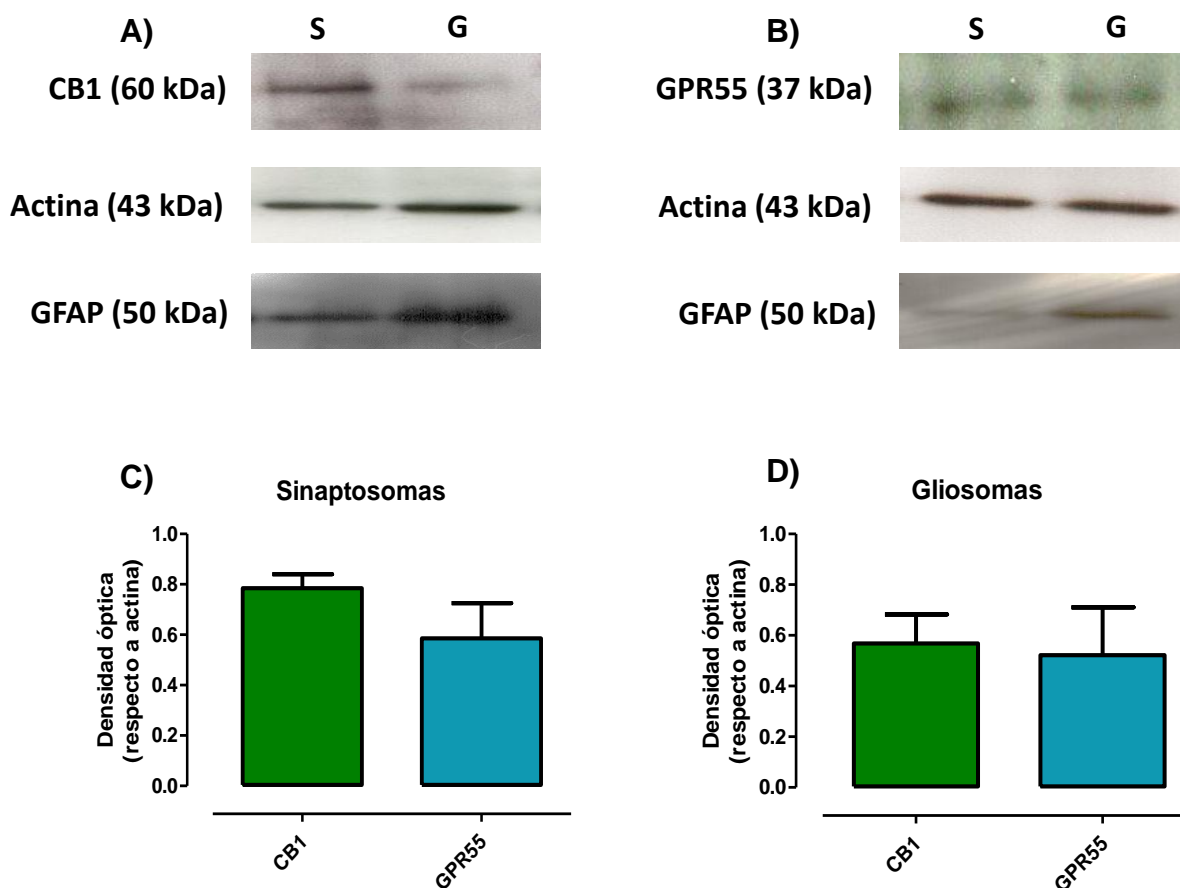 A)
S G
CB1 (60 kDa)
Actina (43 kDa)
GFAP (50 kDa)
B)
S G
GPR55 (37 kDa)
Actina (43 kDa)
GFAP (50 kDa)
C)
Sinaptosomas
Densidad óptica
(respecto a actina)
1.0
0.8
0.6
0.4
0.2
0.0
CB1
GPR55
D)
Gliosomas
Densidad óptica
(respecto a actina)
1.0
0.8
0.6
0.4
0.2
0.0
CB1
GPR55